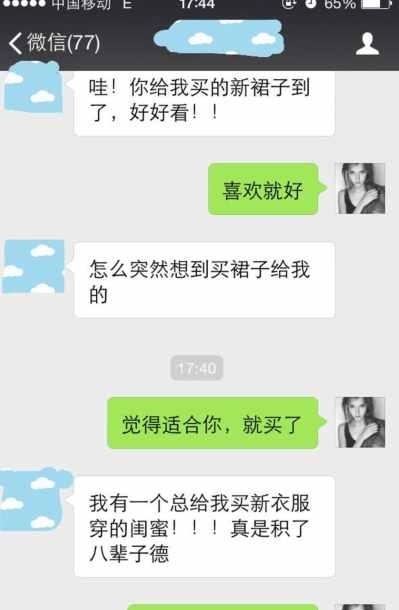 中国移动 E 17:44 65%
微信(77)
哇！你给我买的新裙子到
了，好好看！！
喜欢就好
怎么突然想到买裙子给我
的
17:40
觉得适合你，就买了
我有一个总给我买新衣服
穿的闺蜜！！！真是积了
八辈子德